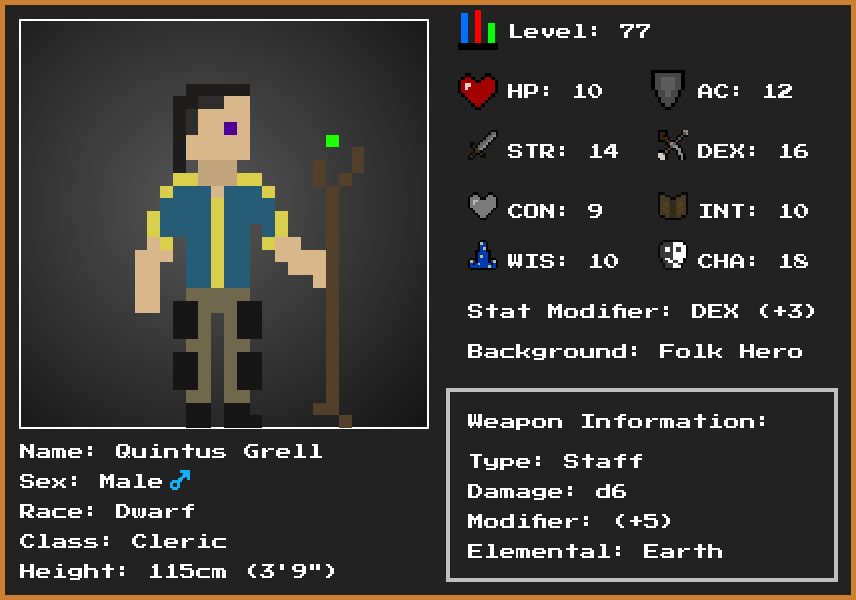 Level: 77
HP: 10
AC: 12
STR: 14
DEX: 16
CON: 9
INT: 10
WIS: 10
CHA: 18
Stat Modifier: DEX (+3)
Background: Folk Hero
Weapon Information:
Type: Staff
Damage: d6
Modifier: (+5)
Elemental: Earth
Name: Quintus Grell
Sex: Male♂
Race: Dwarf
Class: Cleric
Height: 115cm (3'9")